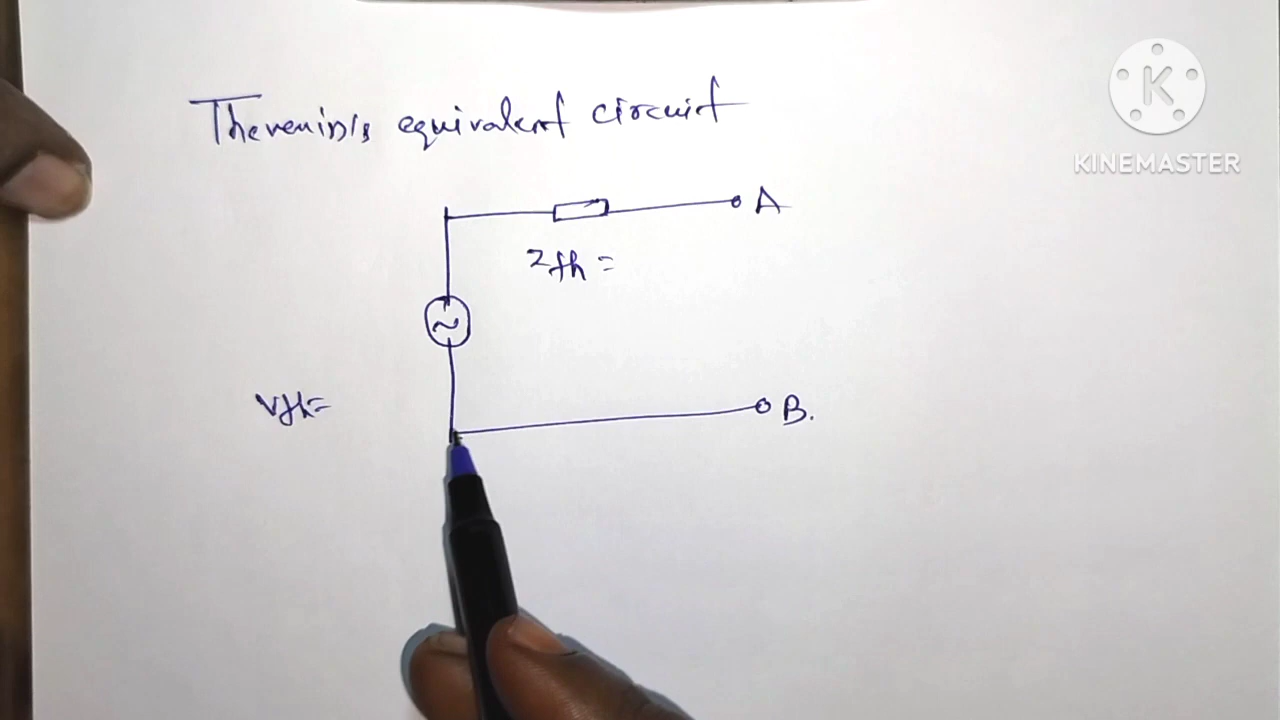 Thevenin's equivalent circuit
K
KINEMASTER
A
Zth =
Vth=
B.